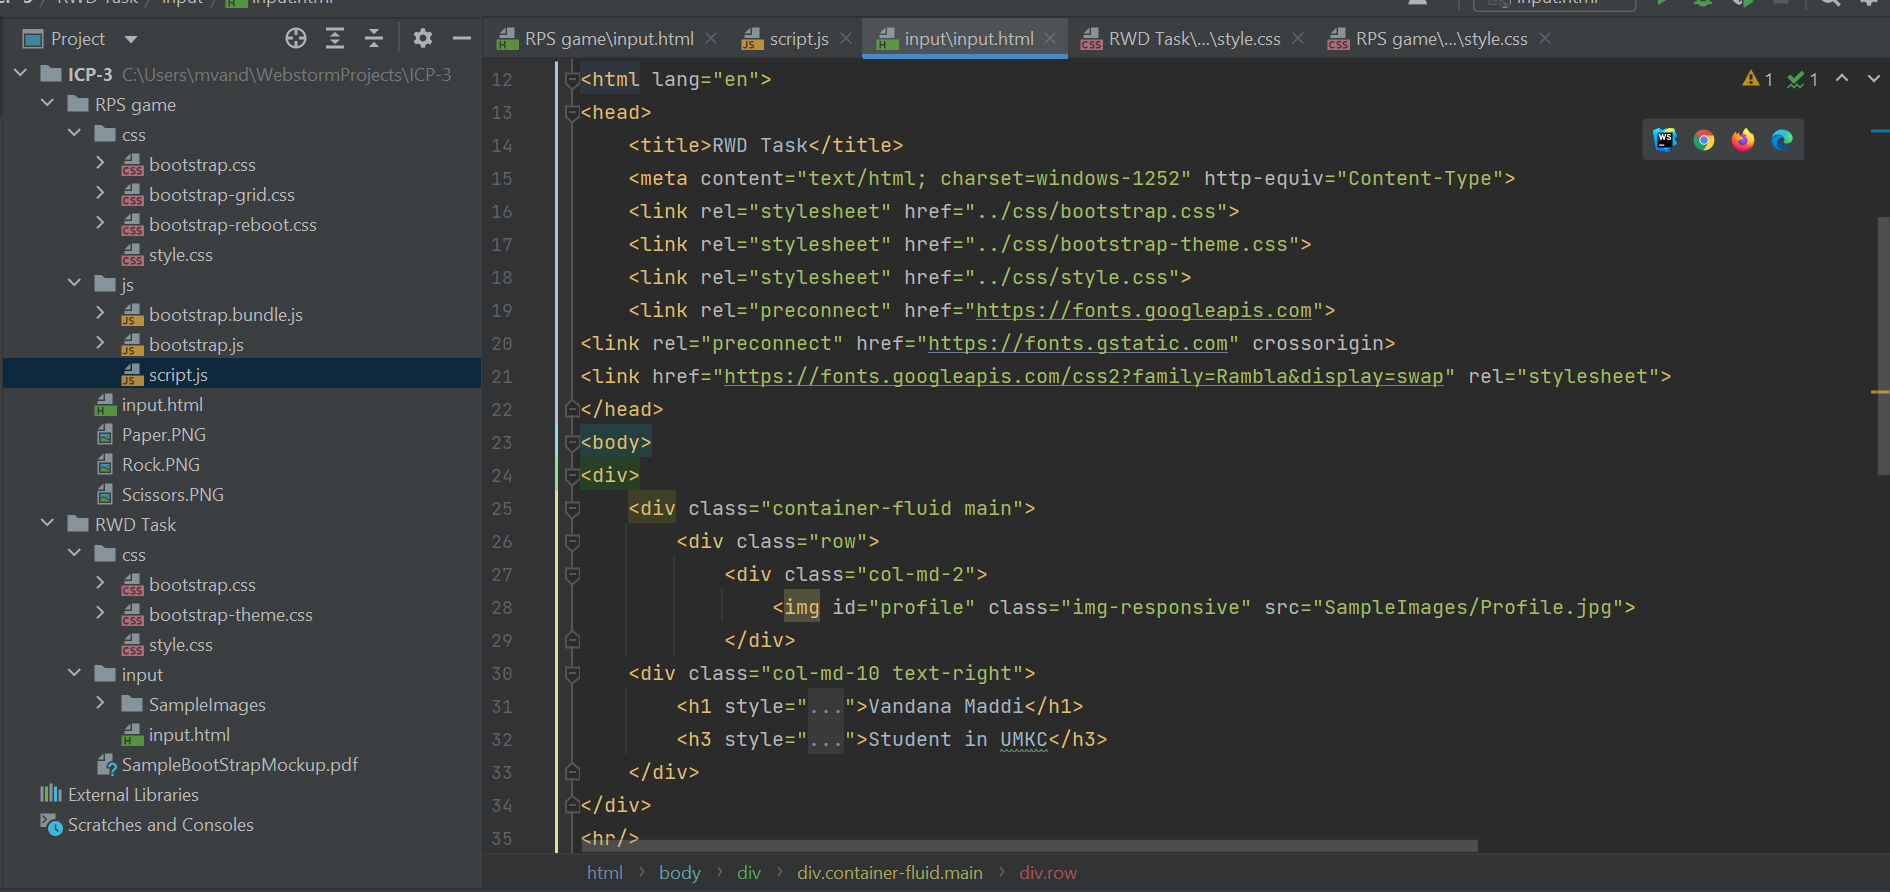 RWD Task input input.html input.html
Project
RPS game\input.html script.js input\input.html RWD Task\...\style.css RPS game\...\style.css
ICP-3 C:\Users\mvand\WebstormProjects\ICP-3
RPS game
css
bootstrap.css
bootstrap-grid.css
bootstrap-reboot.css
style.css
js
bootstrap.bundle.js
bootstrap.js
script.js
input.html
Paper.PNG
Rock.PNG
Scissors.PNG
RWD Task
css
bootstrap.css
bootstrap-theme.css
style.css
input
SampleImages
input.html
SampleBootStrapMockup.pdf
External Libraries
Scratches and Consoles
12 <html lang="en">
1 1
13 <head>
14 <title>RWD Task</title>
15 <meta content="text/html; charset=windows-1252" http-equiv="Content-Type">
16 <link rel="stylesheet" href="../css/bootstrap.css">
17 <link rel="stylesheet" href="../css/bootstrap-theme.css">
18 <link rel="stylesheet" href="../css/style.css">
19 <link rel="preconnect" href="https://fonts.googleapis.com">
20 <link rel="preconnect" href="https://fonts.gstatic.com" crossorigin>
21 <link href="https://fonts.googleapis.com/css2?family=Rambla&display=swap" rel="stylesheet">
22 </head>
23 <body>
24 <div>
25 <div class="container-fluid main">
26 <div class="row">
27 <div class="col-md-2">
28 <img id="profile" class="img-responsive" src="SampleImages/Profile.jpg">
29 </div>
30 <div class="col-md-10 text-right">
31 <h1 style="...">Vandana Maddi</h1>
32 <h3 style="...">Student in UMKC</h3>
33 </div>
34 </div>
35 <hr/>
html › body › div › div.container-fluid.main › div.row